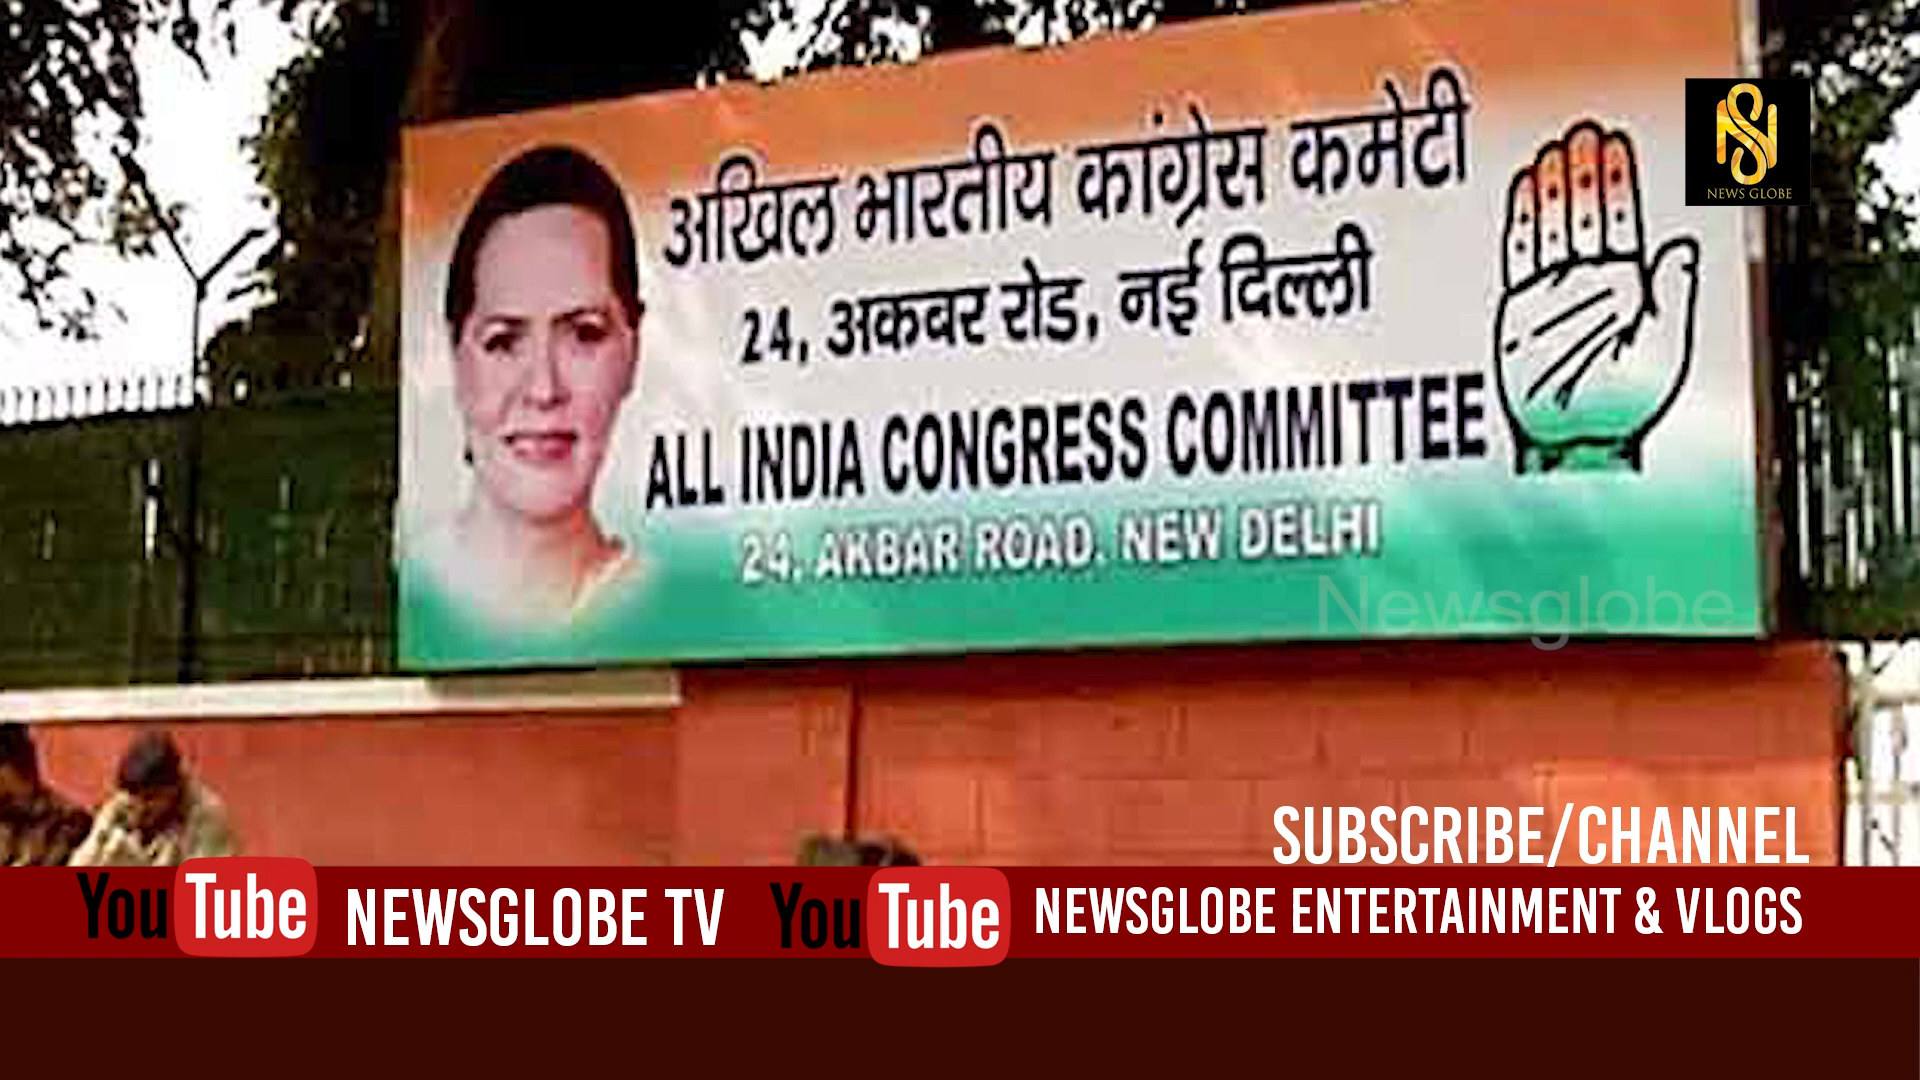 अखिल भारतीय कांग्रेस कमेटी
24, अकबर रोड, नई दिल्ली
ALL INDIA CONGRESS COMMITTEE
24, AKBAR ROAD, NEW DELHI
NEWS GLOBE
Newsglobe
SUBSCRIBE/CHANNEL
YouTube NEWSGLOBE TV YouTube NEWSGLOBE ENTERTAINMENT & VLOGS